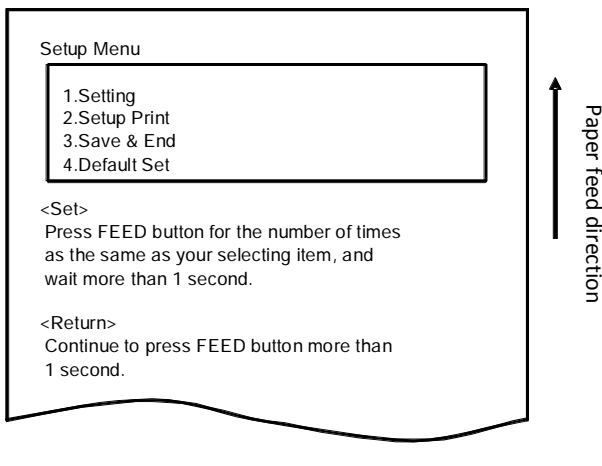 Setup Menu
1.Setting
2.Setup Print
3.Save & End
4.Default Set
<Set>
Press FEED button for the number of times
as the same as your selecting item, and
wait more than 1 second.
<Return>
Continue to press FEED button more than
1 second.
Paper feed direction